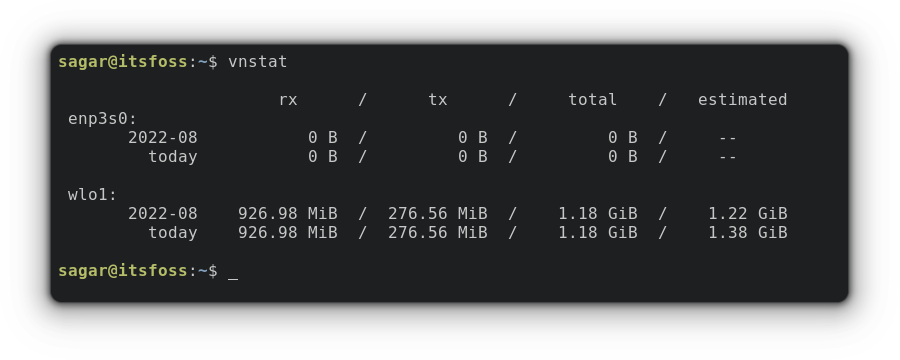 sagar@itsfoss:~$ vnstat
                      rx      /      tx      /     total    /   estimated
 enp3s0:
       2022-08           0 B  /         0 B  /         0 B  /     --
         today           0 B  /         0 B  /         0 B  /     --
 wlo1:
       2022-08    926.98 MiB  /  276.56 MiB  /    1.18 GiB  /    1.22 GiB
         today    926.98 MiB  /  276.56 MiB  /    1.18 GiB  /    1.38 GiB
sagar@itsfoss:~$ _